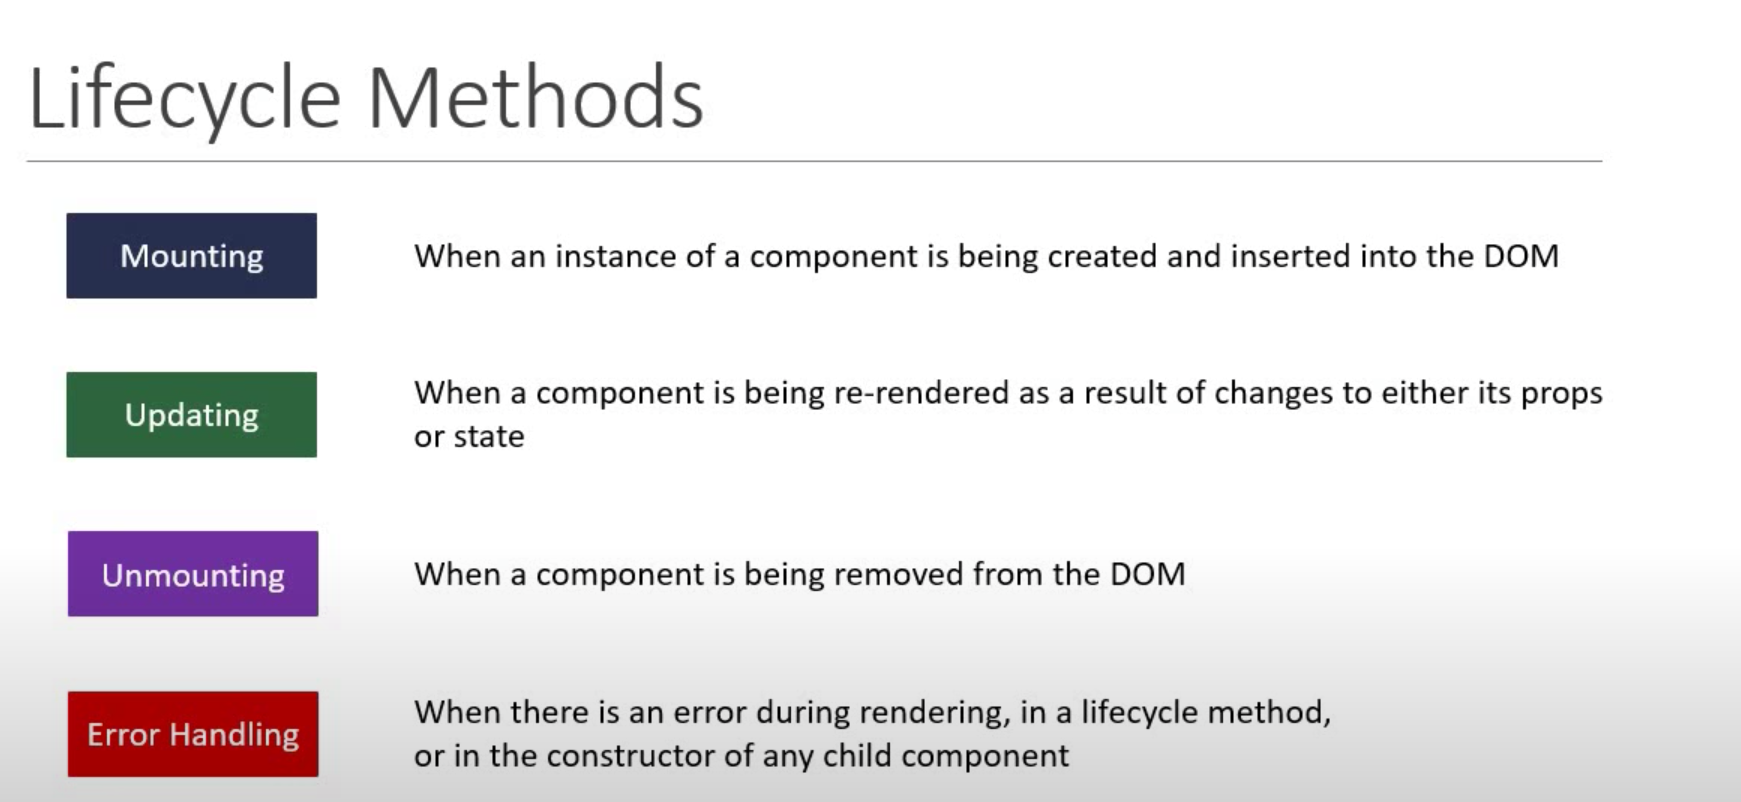 Lifecycle Methods
Mounting
When an instance of a component is being created and inserted into the DOM
Updating
When a component is being re-rendered as a result of changes to either its props
or state
Unmounting
When a component is being removed from the DOM
Error Handling
When there is an error during rendering, in a lifecycle method,
or in the constructor of any child component